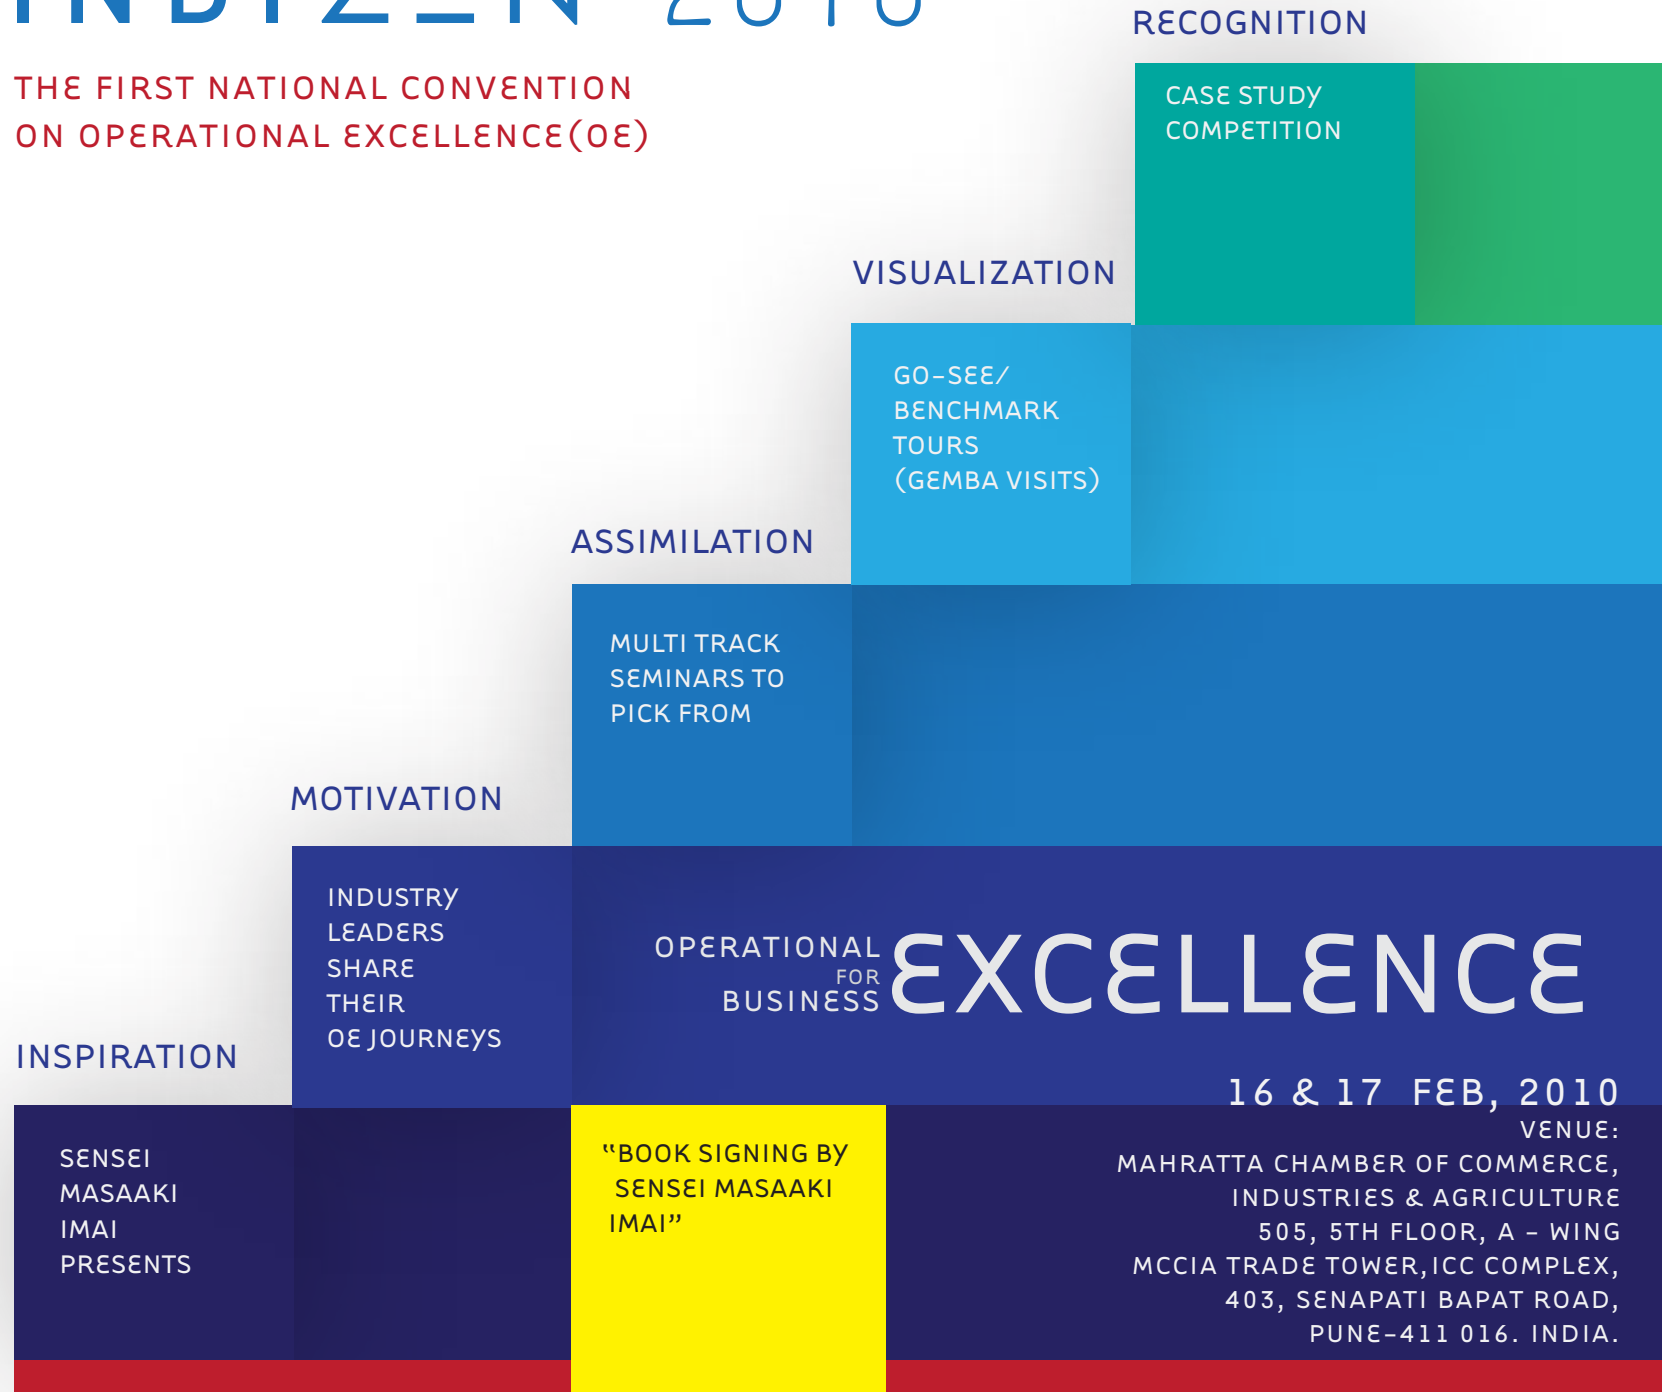 INDIZEN 2010
THE FIRST NATIONAL CONVENTION
ON OPERATIONAL EXCELLENCE(OE)
RECOGNITION
CASE STUDY
COMPETITION
VISUALIZATION
GO-SEE/
BENCHMARK
TOURS
(GEMBA VISITS)
ASSIMILATION
MULTI TRACK
SEMINARS TO
PICK FROM
MOTIVATION
INDUSTRY
LEADERS
SHARE
THEIR
OE JOURNEYS
OPERATIONAL
FOR
BUSINESS
EXCELLENCE
INSPIRATION
SENSEI
MASAAKI
IMAI
PRESENTS
"BOOK SIGNING BY
SENSEI MASAAKI
IMAI"
16 & 17 FEB, 2010
VENUE:
MAHRATTA CHAMBER OF COMMERCE,
INDUSTRIES & AGRICULTURE
505, 5TH FLOOR, A - WING
MCCIA TRADE TOWER,ICC COMPLEX,
403, SENAPATI BAPAT ROAD,
PUNE-411 016. INDIA.